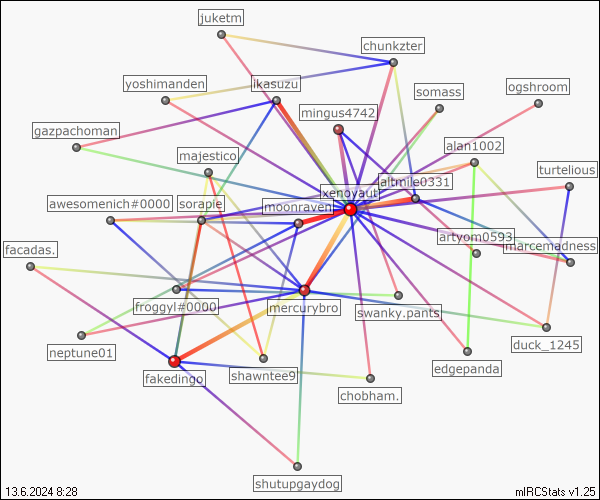 juketm
chunkzter
yoshimanden
ikasuzu
somass
ogshroom
mingus4742
gazpachoman
alan1002
majestico
turtelious
altmile0331
xenoyaut
awesomenich#0000
sorapie
moonraven
artyom0593
marcemadness
facadas.
froggyl#0000
mercurybro
swanky.pants
neptune01
duck_1245
edgepanda
fakedingo
shawntee9
chobham.
shutupgaydog
13.6.2024 8:28
mIRCStats v1.25